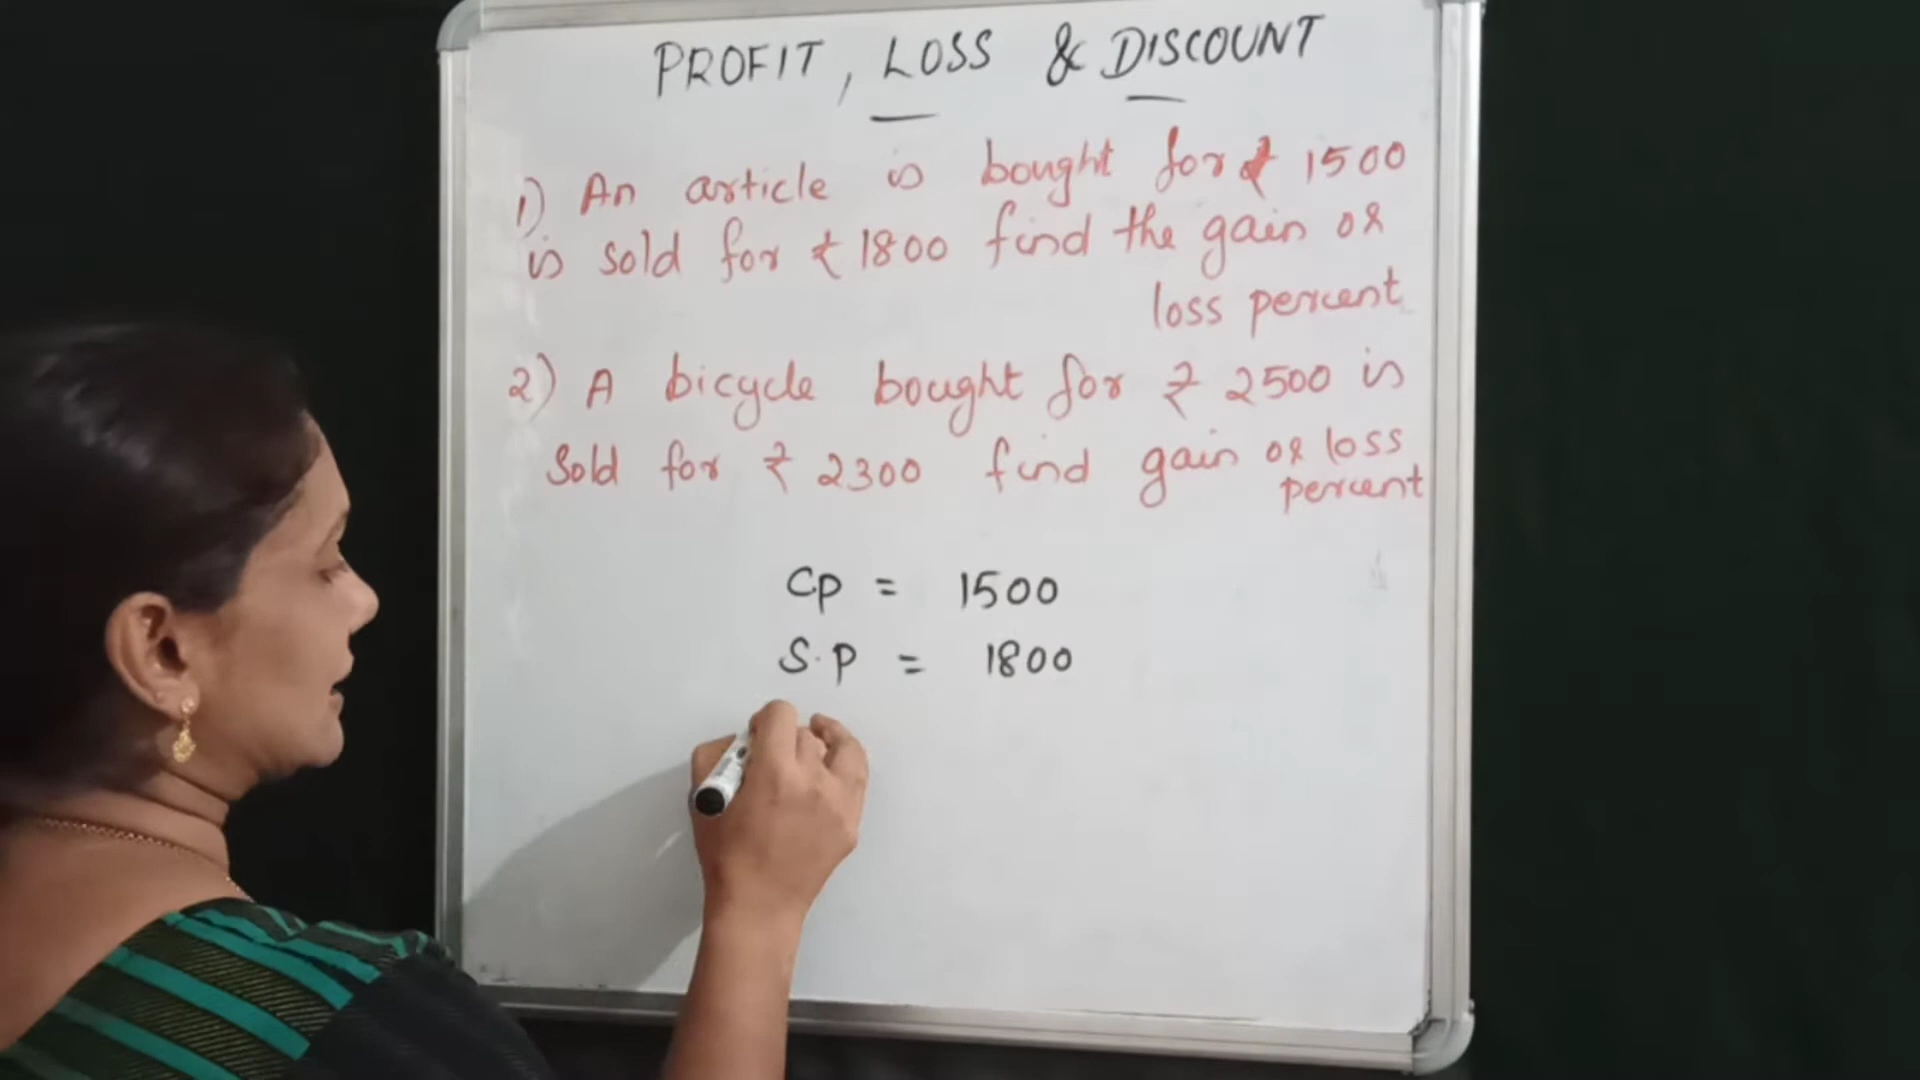 PROFIT, LOSS & DISCOUNT
1) An article is bought for ₹ 1500
is sold for ₹ 1800 find the gain or
loss percent
2) A bicycle bought for ₹ 2500 is
sold for ₹ 2300 find gain or loss
percent
CP = 1500
S.P = 1800